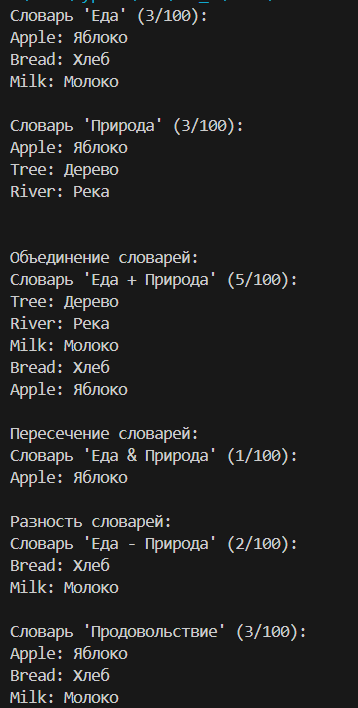 Словарь 'Еда' (3/100):
Apple: Яблоко
Bread: Хлеб
Milk: Молоко
Словарь 'Природа' (3/100):
Apple: Яблоко
Tree: Дерево
River: Река
Объединение словарей:
Словарь 'Еда + Природа' (5/100):
Tree: Дерево
River: Река
Milk: Молоко
Bread: Хлеб
Apple: Яблоко
Пересечение словарей:
Словарь 'Еда & Природа' (1/100):
Apple: Яблоко
Разность словарей:
Словарь 'Еда - Природа' (2/100):
Bread: Хлеб
Milk: Молоко
Словарь 'Продовольствие' (3/100):
Apple: Яблоко
Bread: Хлеб
Milk: Молоко